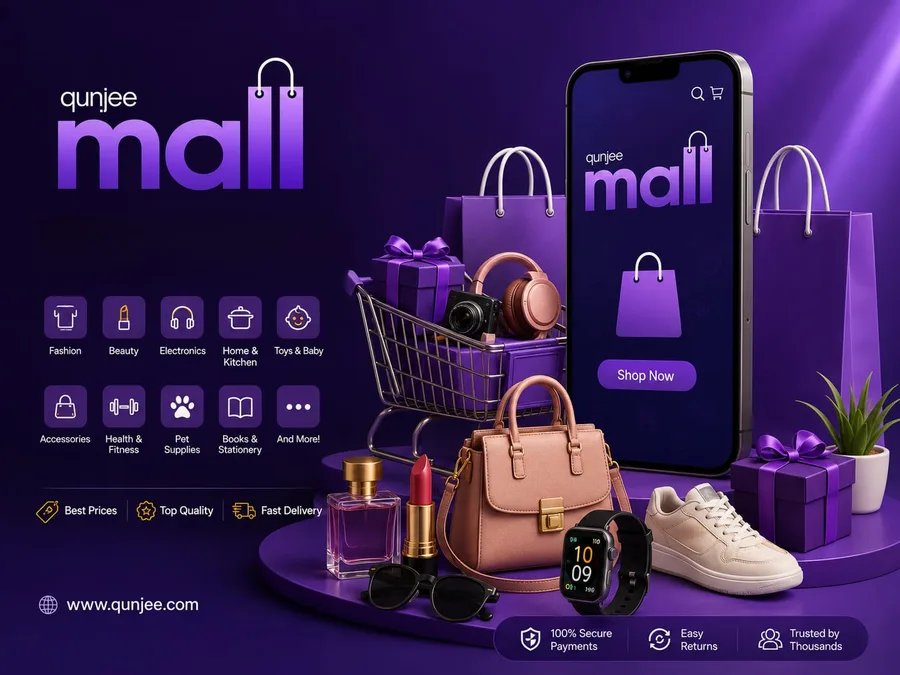 qunjee
mall
Fashion
Beauty
Electronics
Home &
Kitchen
Toys & Baby
Accessories
Health &
Fitness
Pet
Supplies
Books &
Stationery
And More!
Best Prices
Top Quality
Fast Delivery
www.qunjee.com
qunjee
mall
Shop Now
10
09
100% Secure
Payments
Easy
Returns
Trusted by
Thousands